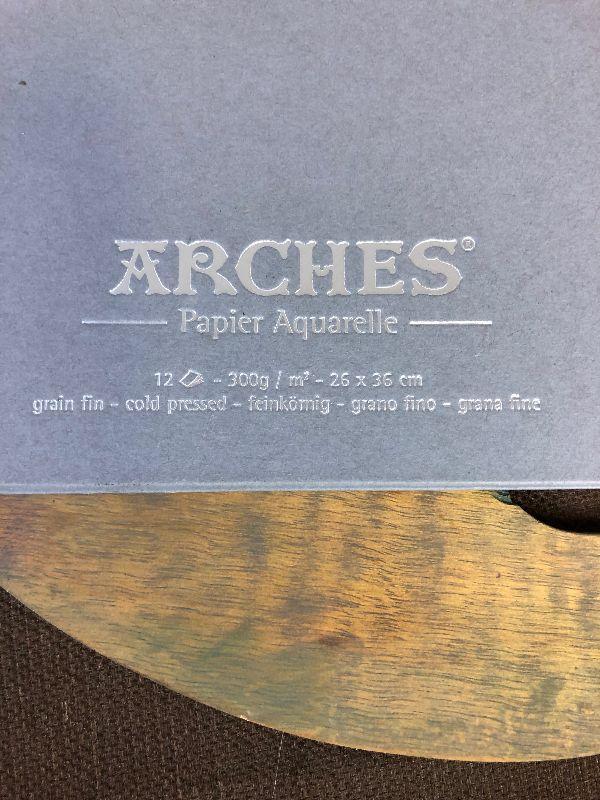 ARCHES®
Papier Aquarelle
12 - 300g / m² - 26 x 36 cm
grain fin - cold pressed - feinkörnig - grano fino - grana fine